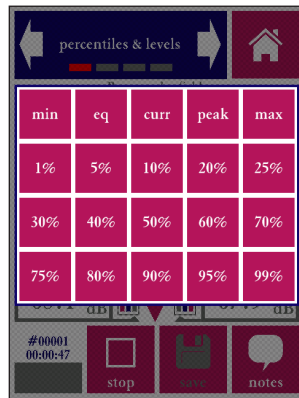 percentiles & levels
min eq curr peak max
1% 5% 10% 20% 25%
30% 40% 50% 60% 70%
75% 80% 90% 95% 99%
dB dB
#00001
00:00:47
stop save notes